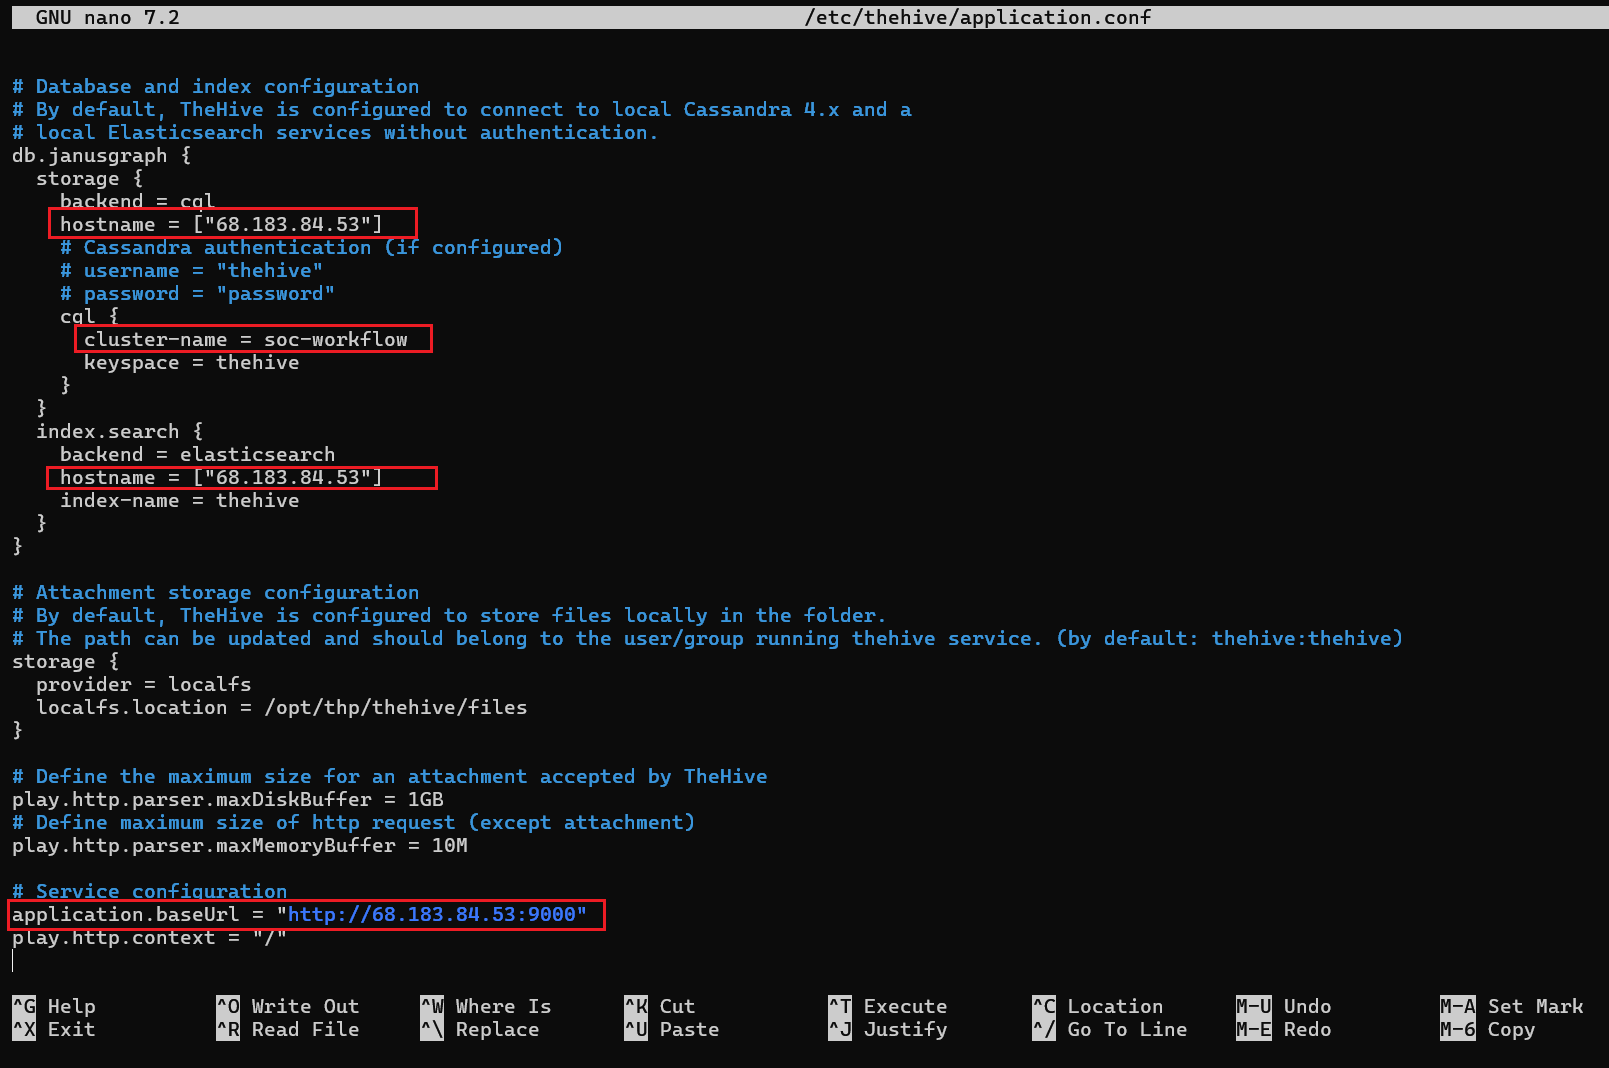 GNU nano 7.2 /etc/thehive/application.conf
# Database and index configuration
# By default, TheHive is configured to connect to local Cassandra 4.x and a
# local Elasticsearch services without authentication.
db.janusgraph {
  storage {
    backend = cql
    hostname = ["68.183.84.53"]
    # Cassandra authentication (if configured)
    # username = "thehive"
    # password = "password"
    cql {
      cluster-name = soc-workflow
      keyspace = thehive
    }
  }
  index.search {
    backend = elasticsearch
    hostname = ["68.183.84.53"]
    index-name = thehive
  }
}
# Attachment storage configuration
# By default, TheHive is configured to store files locally in the folder.
# The path can be updated and should belong to the user/group running thehive service. (by default: thehive:thehive)
storage {
  provider = localfs
  localfs.location = /opt/thp/thehive/files
}
# Define the maximum size for an attachment accepted by TheHive
play.http.parser.maxDiskBuffer = 1GB
# Define maximum size of http request (except attachment)
play.http.parser.maxMemoryBuffer = 10M
# Service configuration
application.baseUrl = "http://68.183.84.53:9000"
play.http.context = "/"
^G Help ^O Write Out ^W Where Is ^K Cut ^T Execute ^C Location M-U Undo M-A Set Mark
^X Exit ^R Read File ^\ Replace ^U Paste ^J Justify ^/ Go To Line M-E Redo M-6 Copy